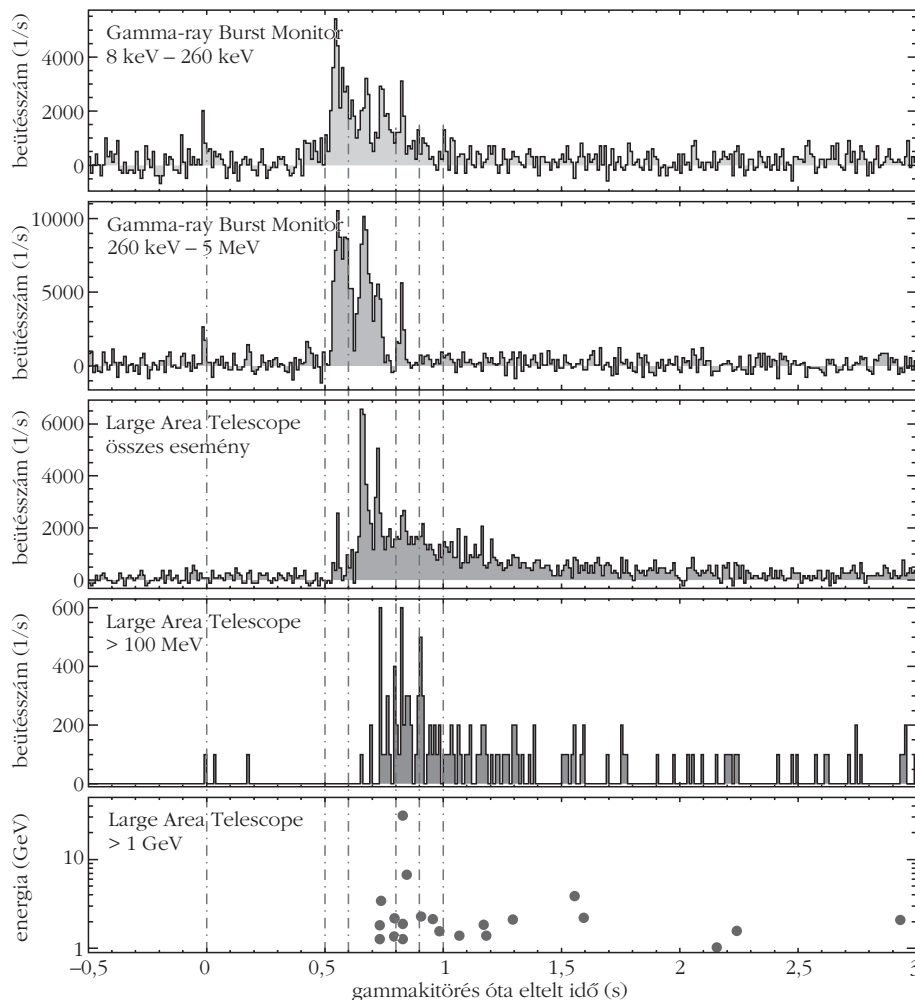 Gamma-ray Burst Monitor
8 keV – 260 keV
beütésszám (1/s)
4000
2000
0
Gamma-ray Burst Monitor
260 keV – 5 MeV
beütésszám (1/s)
10000
5000
0
Large Area Telescope
összes esemény
beütésszám (1/s)
6000
4000
2000
0
Large Area Telescope
> 100 MeV
beütésszám (1/s)
600
400
200
0
Large Area Telescope
> 1 GeV
energia (GeV)
10
1
–0,5 0 0,5 1 1,5 2 2,5 3
gammakitörés óta eltelt idő (s)